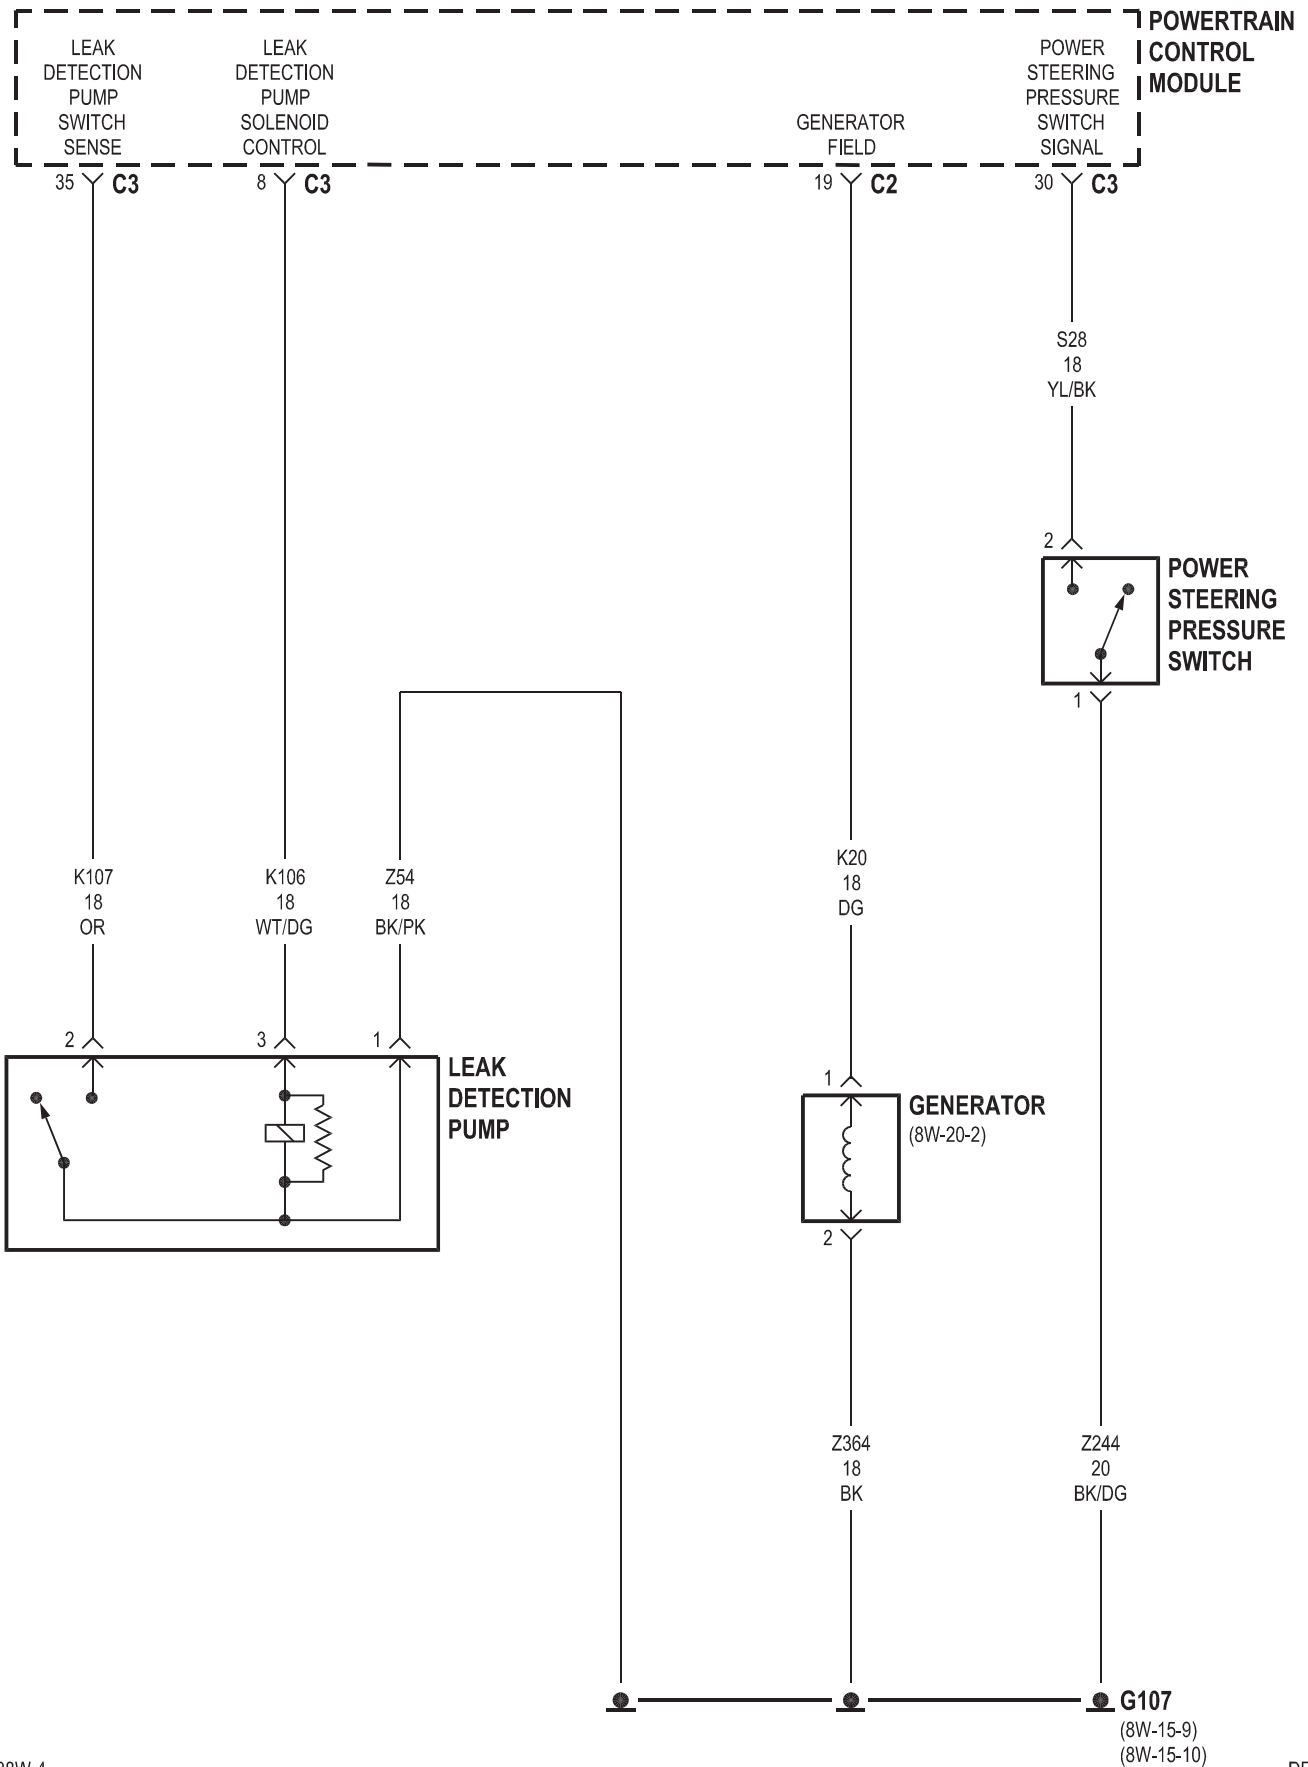 POWERTRAIN
CONTROL
MODULE
LEAK
DETECTION
PUMP
SWITCH
SENSE
LEAK
DETECTION
PUMP
SOLENOID
CONTROL
GENERATOR
FIELD
POWER
STEERING
PRESSURE
SWITCH
SIGNAL
35 C3
8 C3
19 C2
30 C3
S28
18
YL/BK
2
POWER
STEERING
PRESSURE
SWITCH
1
K107
18
OR
K106
18
WT/DG
Z54
18
BK/PK
K20
18
DG
2
3
1
LEAK
DETECTION
PUMP
1
GENERATOR
(8W-20-2)
2
Z364
18
BK
Z244
20
BK/DG
G107
(8W-15-9)
(8W-15-10)